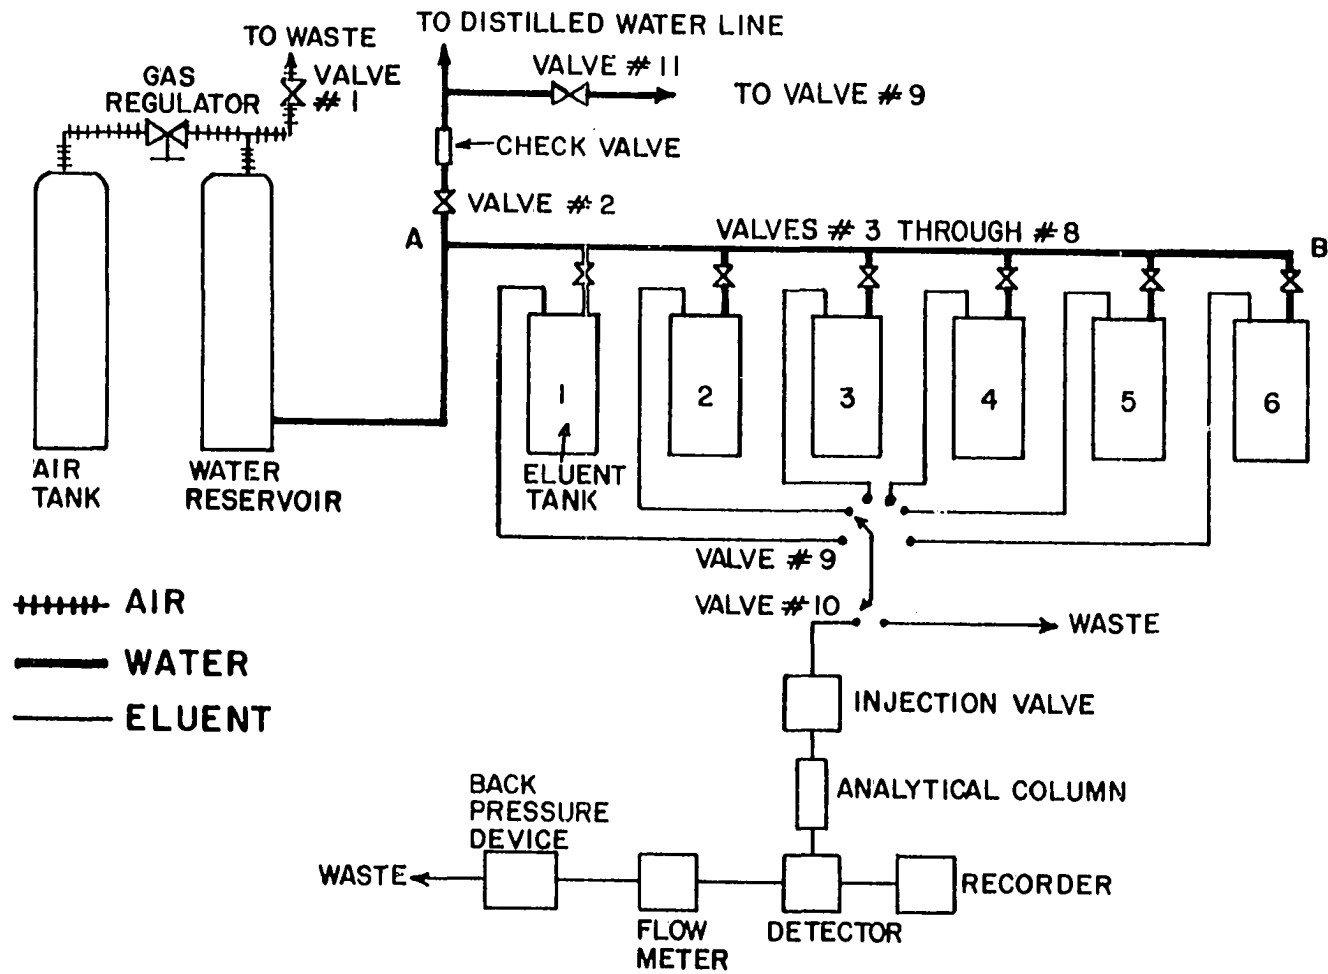 TO DISTILLED WATER LINE
TO WASTE
GAS
REGULATOR
VALVE
#1
VALVE #11
TO VALVE #9
CHECK VALVE
VALVE #2
A
VALVES #3 THROUGH #8
B
1
2
3
4
5
6
4
AIR
TANK
WATER
RESERVOIR
ELUENT
TANK
VALVE #9
VALVE #10
WASTE
AIR
WATER
ELUENT
INJECTION VALVE
ANALYTICAL COLUMN
BACK
PRESSURE
DEVICE
WASTE
RECORDER
FLOW
METER
DETECTOR